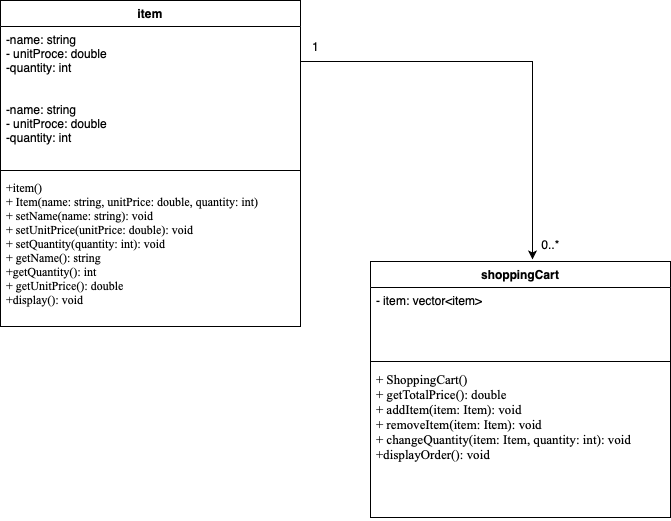 item
-name: string
- unitProce: double
-quantity: int
-name: string
- unitProce: double
-quantity: int
+item()
+ Item(name: string, unitPrice: double, quantity: int)
+ setName(name: string): void
+ setUnitPrice(unitPrice: double): void
+ setQuantity(quantity: int): void
+ getName(): string
+getQuantity(): int
+ getUnitPrice(): double
+display(): void
1
0..*
shoppingCart
- item: vector<item>
+ ShoppingCart()
+ getTotalPrice(): double
+ addItem(item: Item): void
+ removeItem(item: Item): void
+ changeQuantity(item: Item, quantity: int): void
+displayOrder(): void